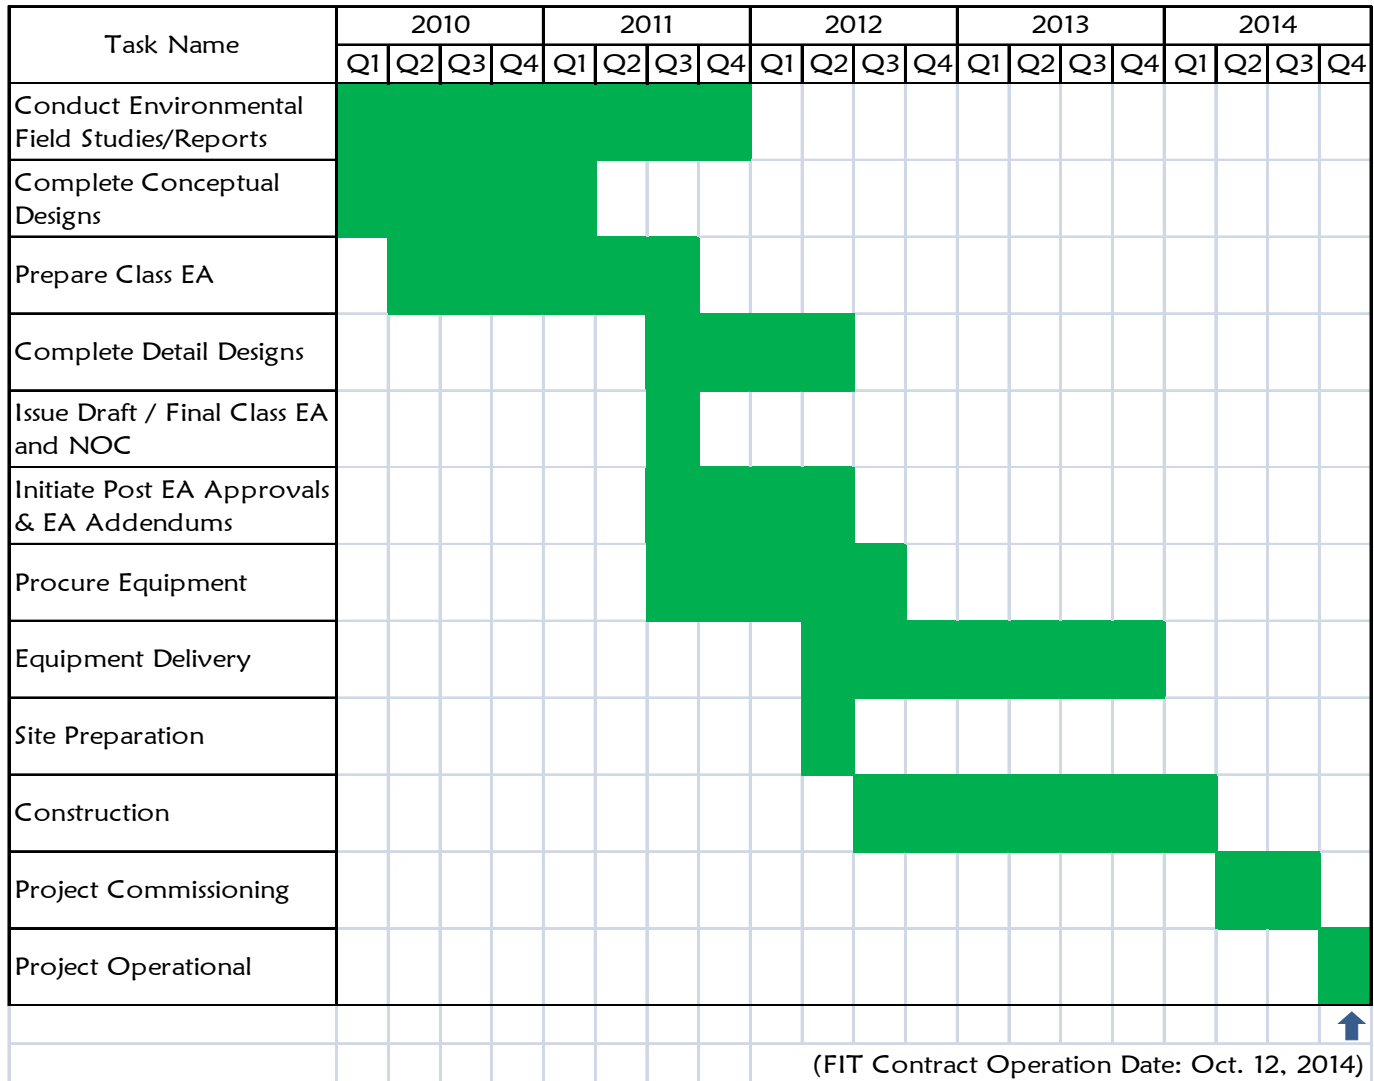 Task Name
2010 2011 2012 2013 2014
Q1 Q2 Q3 Q4 Q1 Q2 Q3 Q4 Q1 Q2 Q3 Q4 Q1 Q2 Q3 Q4 Q1 Q2 Q3 Q4
Conduct Environmental
Field Studies/Reports
Complete Conceptual
Designs
Prepare Class EA
Complete Detail Designs
Issue Draft / Final Class EA
and NOC
Initiate Post EA Approvals
& EA Addendums
Procure Equipment
Equipment Delivery
Site Preparation
Construction
Project Commissioning
Project Operational
(FIT Contract Operation Date: Oct. 12, 2014)